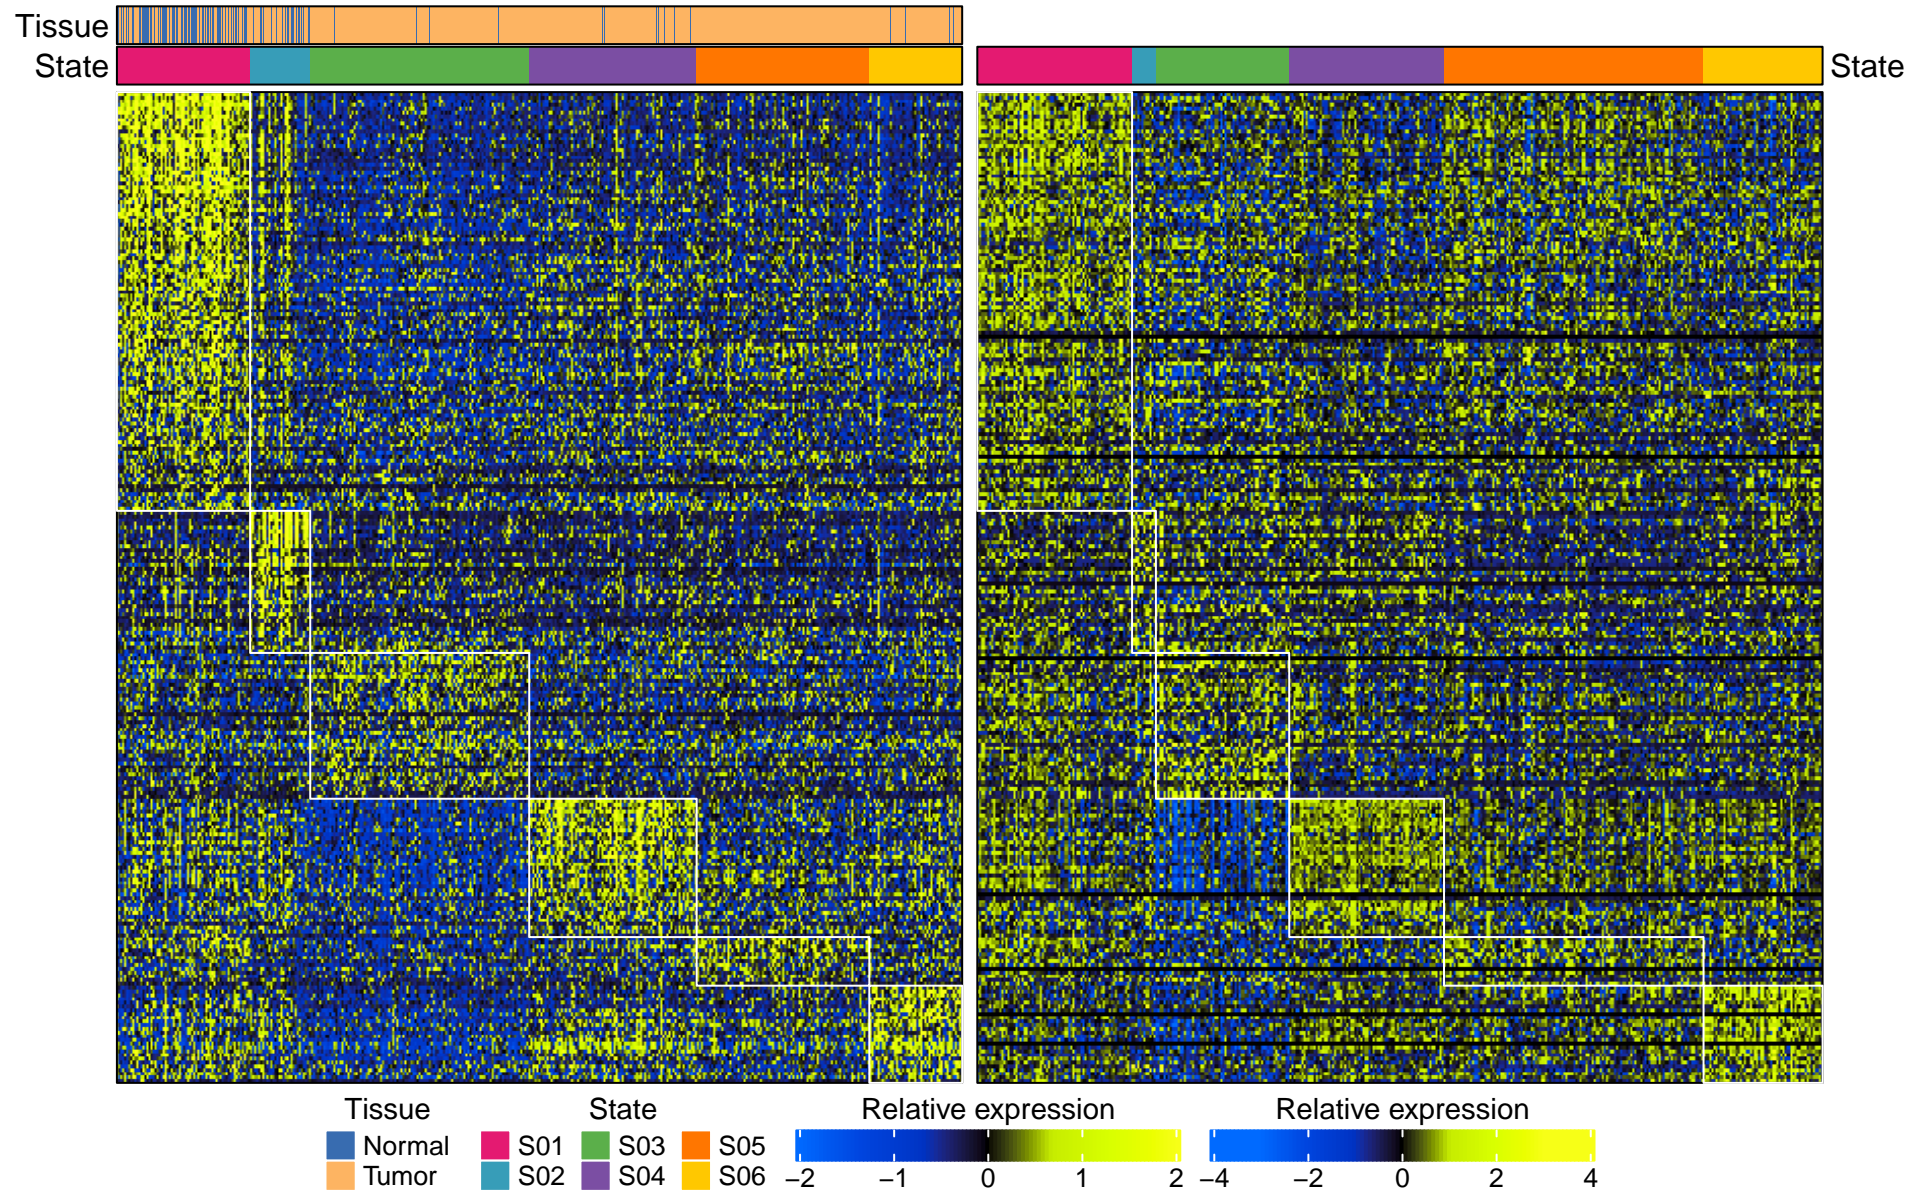 Tissue
State
State
Tissue State Relative expression Relative expression
Normal S01 S03 S05
Tumor S02 S04 S06
−2 −1 0 1 2 −4 −2 0 2 4